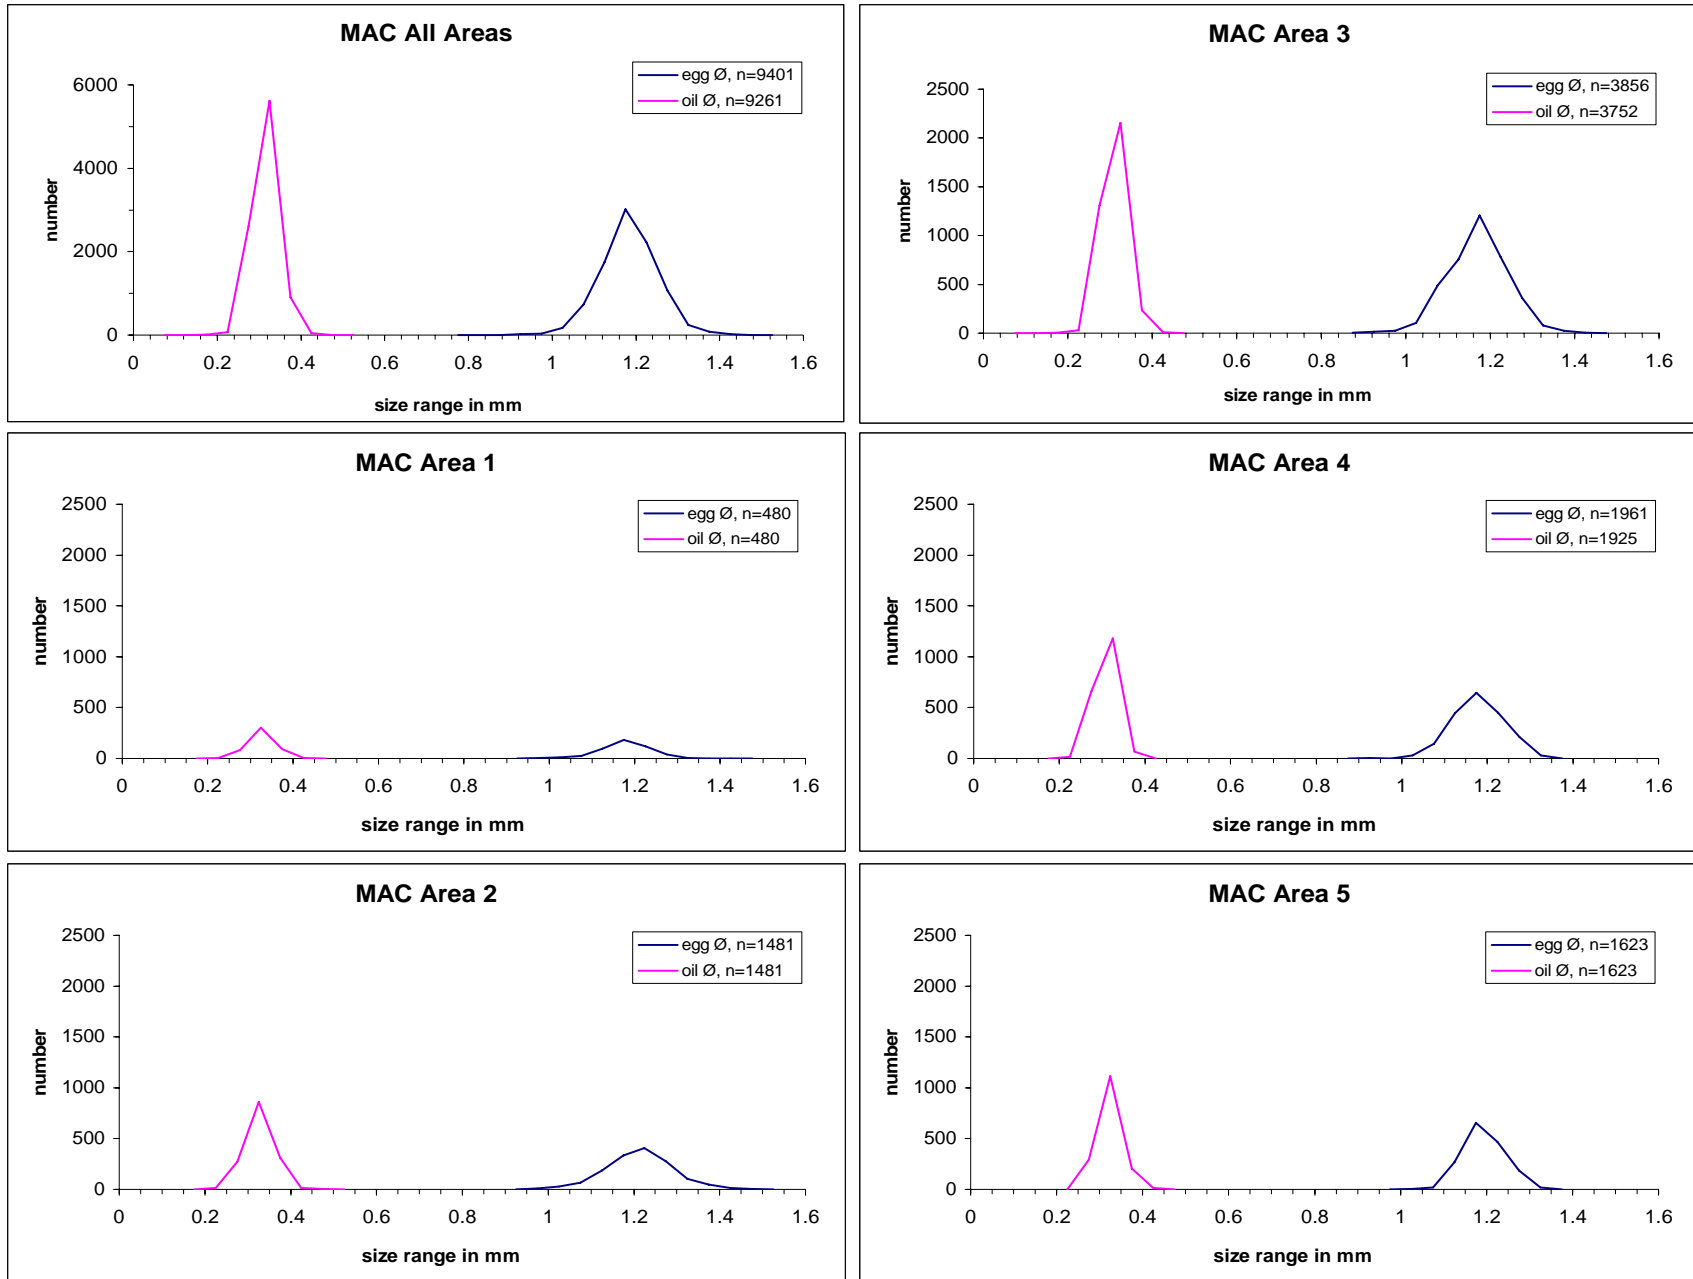 MAC All Areas
egg Ø, n=9401
oil Ø, n=9261
6000
4000
2000
0
number
0 0.2 0.4 0.6 0.8 1 1.2 1.4 1.6
size range in mm
MAC Area 3
egg Ø, n=3856
oil Ø, n=3752
2500
2000
1500
1000
500
0
number
0 0.2 0.4 0.6 0.8 1 1.2 1.4 1.6
size range in mm
MAC Area 1
egg Ø, n=480
oil Ø, n=480
2500
2000
1500
1000
500
0
number
0 0.2 0.4 0.6 0.8 1 1.2 1.4 1.6
size range in mm
MAC Area 4
egg Ø, n=1961
oil Ø, n=1925
2500
2000
1500
1000
500
0
number
0 0.2 0.4 0.6 0.8 1 1.2 1.4 1.6
size range in mm
MAC Area 2
egg Ø, n=1481
oil Ø, n=1481
2500
2000
1500
1000
500
0
number
0 0.2 0.4 0.6 0.8 1 1.2 1.4 1.6
size range in mm
MAC Area 5
egg Ø, n=1623
oil Ø, n=1623
2500
2000
1500
1000
500
0
number
0 0.2 0.4 0.6 0.8 1 1.2 1.4 1.6
size range in mm